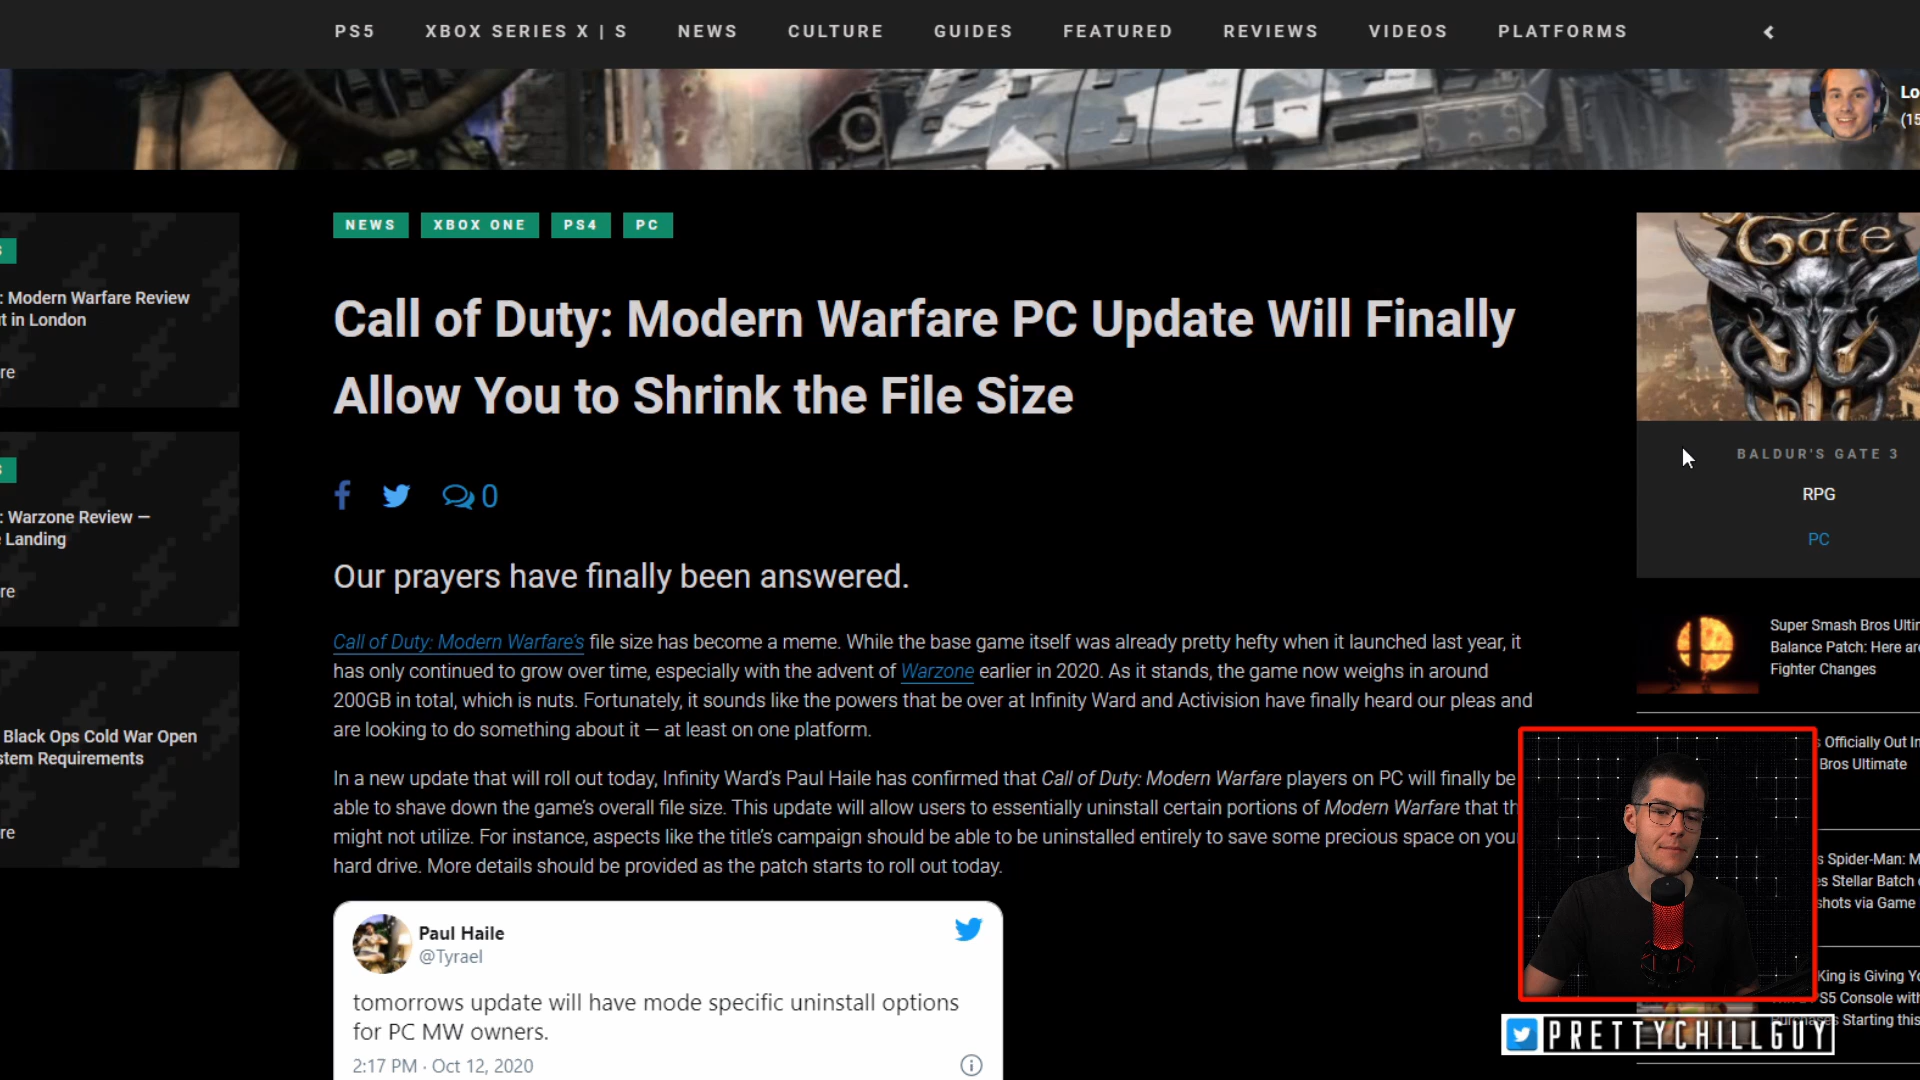 PS5 XBOX SERIES X | S NEWS CULTURE GUIDES FEATURED REVIEWS VIDEOS PLATFORMS
Lo
(15
: Modern Warfare Review
t in London
re
: Warzone Review —
Landing
re
Black Ops Cold War Open
stem Requirements
re
NEWS XBOX ONE PS4 PC
Call of Duty: Modern Warfare PC Update Will Finally
Allow You to Shrink the File Size
0
Our prayers have finally been answered.
Call of Duty: Modern Warfare's file size has become a meme. While the base game itself was already pretty hefty when it launched last year, it
has only continued to grow over time, especially with the advent of Warzone earlier in 2020. As it stands, the game now weighs in around
200GB in total, which is nuts. Fortunately, it sounds like the powers that be over at Infinity Ward and Activision have finally heard our pleas and
are looking to do something about it — at least on one platform.
In a new update that will roll out today, Infinity Ward's Paul Haile has confirmed that Call of Duty: Modern Warfare players on PC will finally be
able to shave down the game's overall file size. This update will allow users to essentially uninstall certain portions of Modern Warfare that th
might not utilize. For instance, aspects like the title's campaign should be able to be uninstalled entirely to save some precious space on you
hard drive. More details should be provided as the patch starts to roll out today.
Paul Haile
@Tyrael
tomorrows update will have mode specific uninstall options
for PC MW owners.
2:17 PM · Oct 12, 2020
Gate
BALDUR'S GATE 3
RPG
PC
Super Smash Bros Ultim
Balance Patch: Here are
Fighter Changes
s Officially Out In
Bros Ultimate
s Spider-Man: M
es Stellar Batch
shots via Game
King is Giving Yo
PS5 Console with
Purchases Starting this
PRETTYCHILLGUY